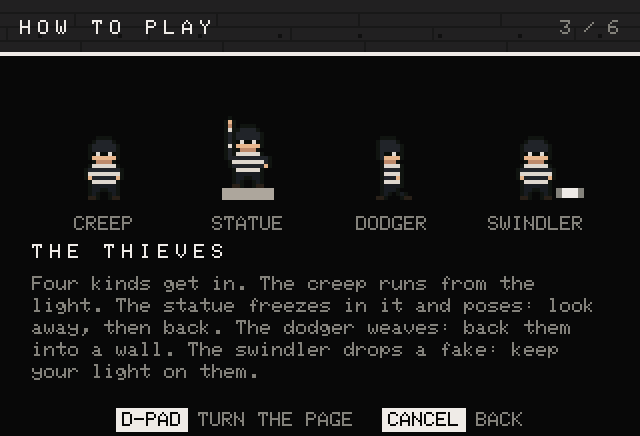 HOW TO PLAY
3 / 6
CREEP
STATUE
DODGER
SWINDLER
THE THIEVES
Four kinds get in. The creep runs from the
light. The statue freezes in it and poses: look
away, then back. The dodger weaves: back them
into a wall. The swindler drops a fake: keep
your light on them.
D-PAD TURN THE PAGE CANCEL BACK